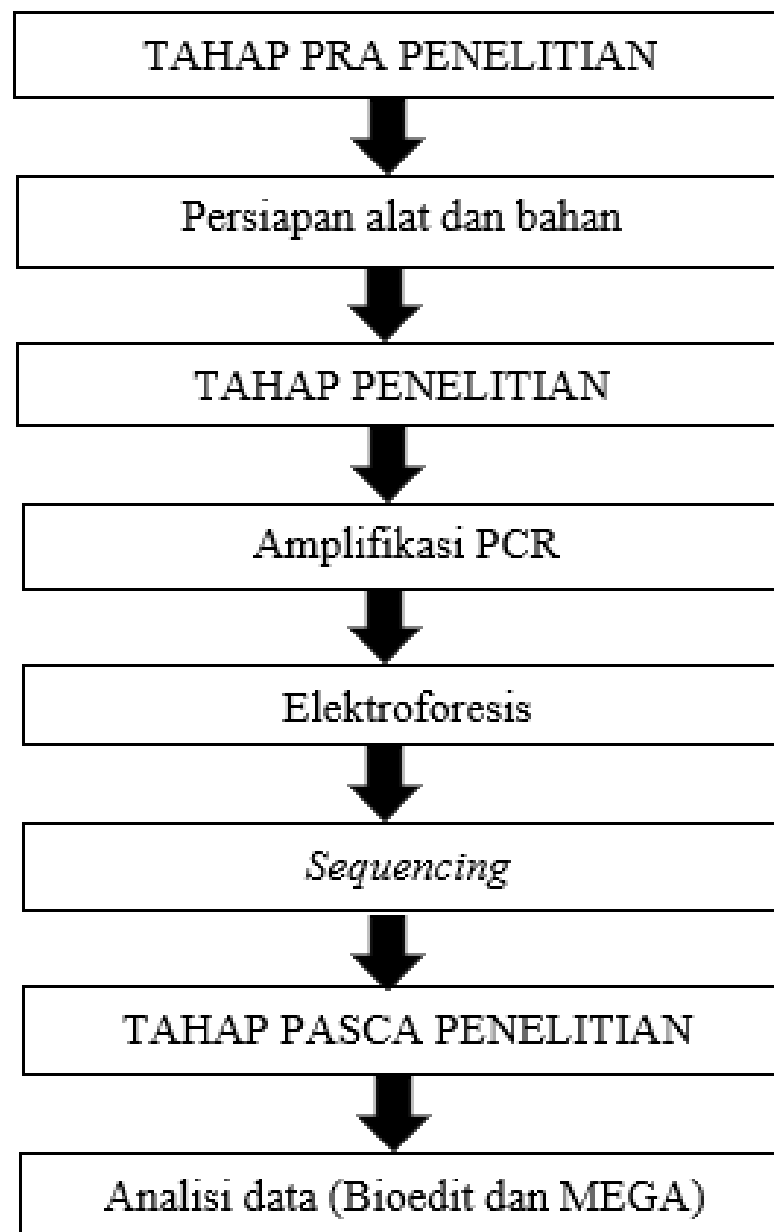 TAHAP PRA PENELITIAN
Persiapan alat dan bahan
TAHAP PENELITIAN
Amplifikasi PCR
Elektroforesis
Sequencing
TAHAP PASCA PENELITIAN
Analisi data (Bioedit dan MEGA)